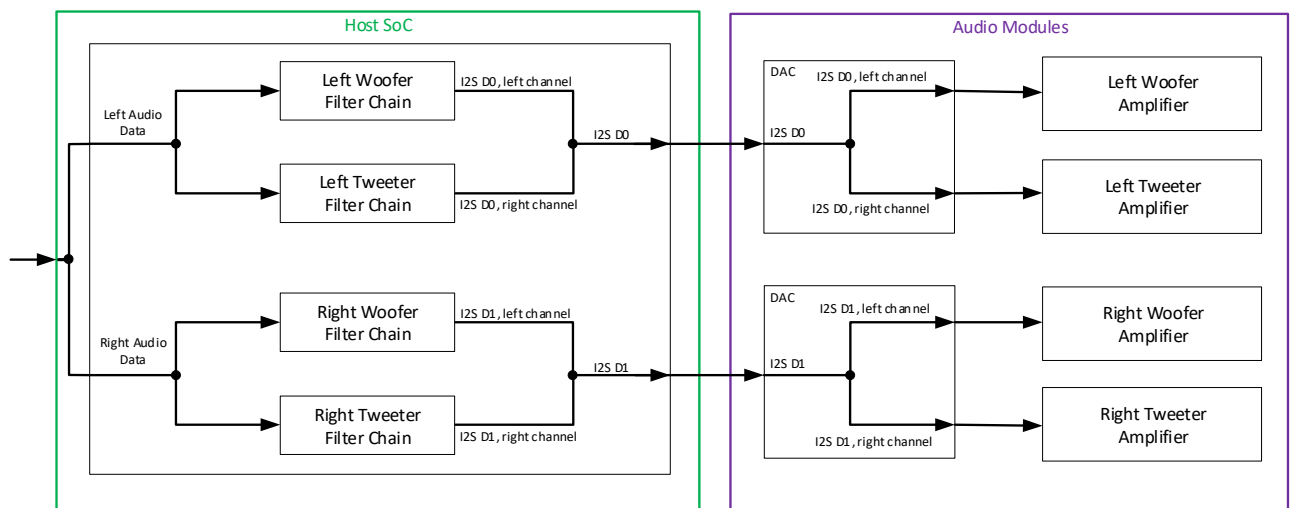 Host SoC
Audio Modules
Left Audio
Data
Left Woofer
Filter Chain
I2S D0, left channel
Left Tweeter
Filter Chain
I2S D0, right channel
I2S D0
DAC
I2S D0, left channel
I2S D0
I2S D0, right channel
Left Woofer
Amplifier
Left Tweeter
Amplifier
Right Audio
Data
Right Woofer
Filter Chain
I2S D1, left channel
Right Tweeter
Filter Chain
I2S D1, right channel
I2S D1
DAC
I2S D1, left channel
I2S D1
I2S D1, right channel
Right Woofer
Amplifier
Right Tweeter
Amplifier